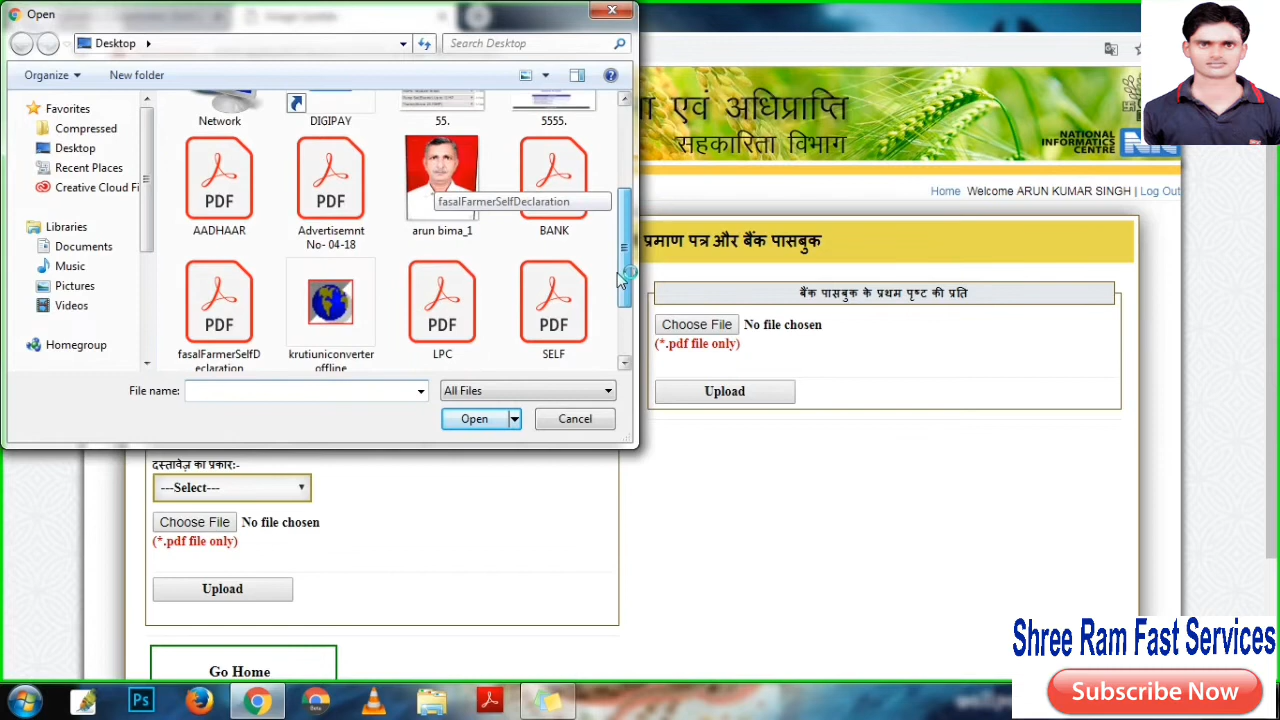 Open
Desktop
Search Desktop
Organize
New folder
Favorites
Compressed
Desktop
Recent Places
Creative Cloud Fi
Libraries
Documents
Music
Pictures
Videos
Homegroup
Network
DIGIPAY
55.
5555.
PDF
PDF
PDF
fasalFarmerSelfDeclaration
AADHAAR
Advertisemnt
No- 04-18
arun bima_1
BANK
PDF
PDF
PDF
fasalFarmerSelfD
eclaration
krutiuniconverter
offline
LPC
SELF
File name:
All Files
Open
Cancel
एवं अधिप्राप्ति
सहकारिता विभाग
NATIONAL
INFORMATICS
CENTRE
Home Welcome ARUN KUMAR SINGH | Log Out
प्रमाण पत्र और बैंक पासबुक
बैंक पासबुक के प्रथम पृष्ट की प्रति
Choose File No file chosen
(*.pdf file only)
Upload
दस्तावेज़ का प्रकार:-
---Select---
Choose File No file chosen
(*.pdf file only)
Upload
Go Home
Shree Ram Fast Services
Subscribe Now
Ps
Beta